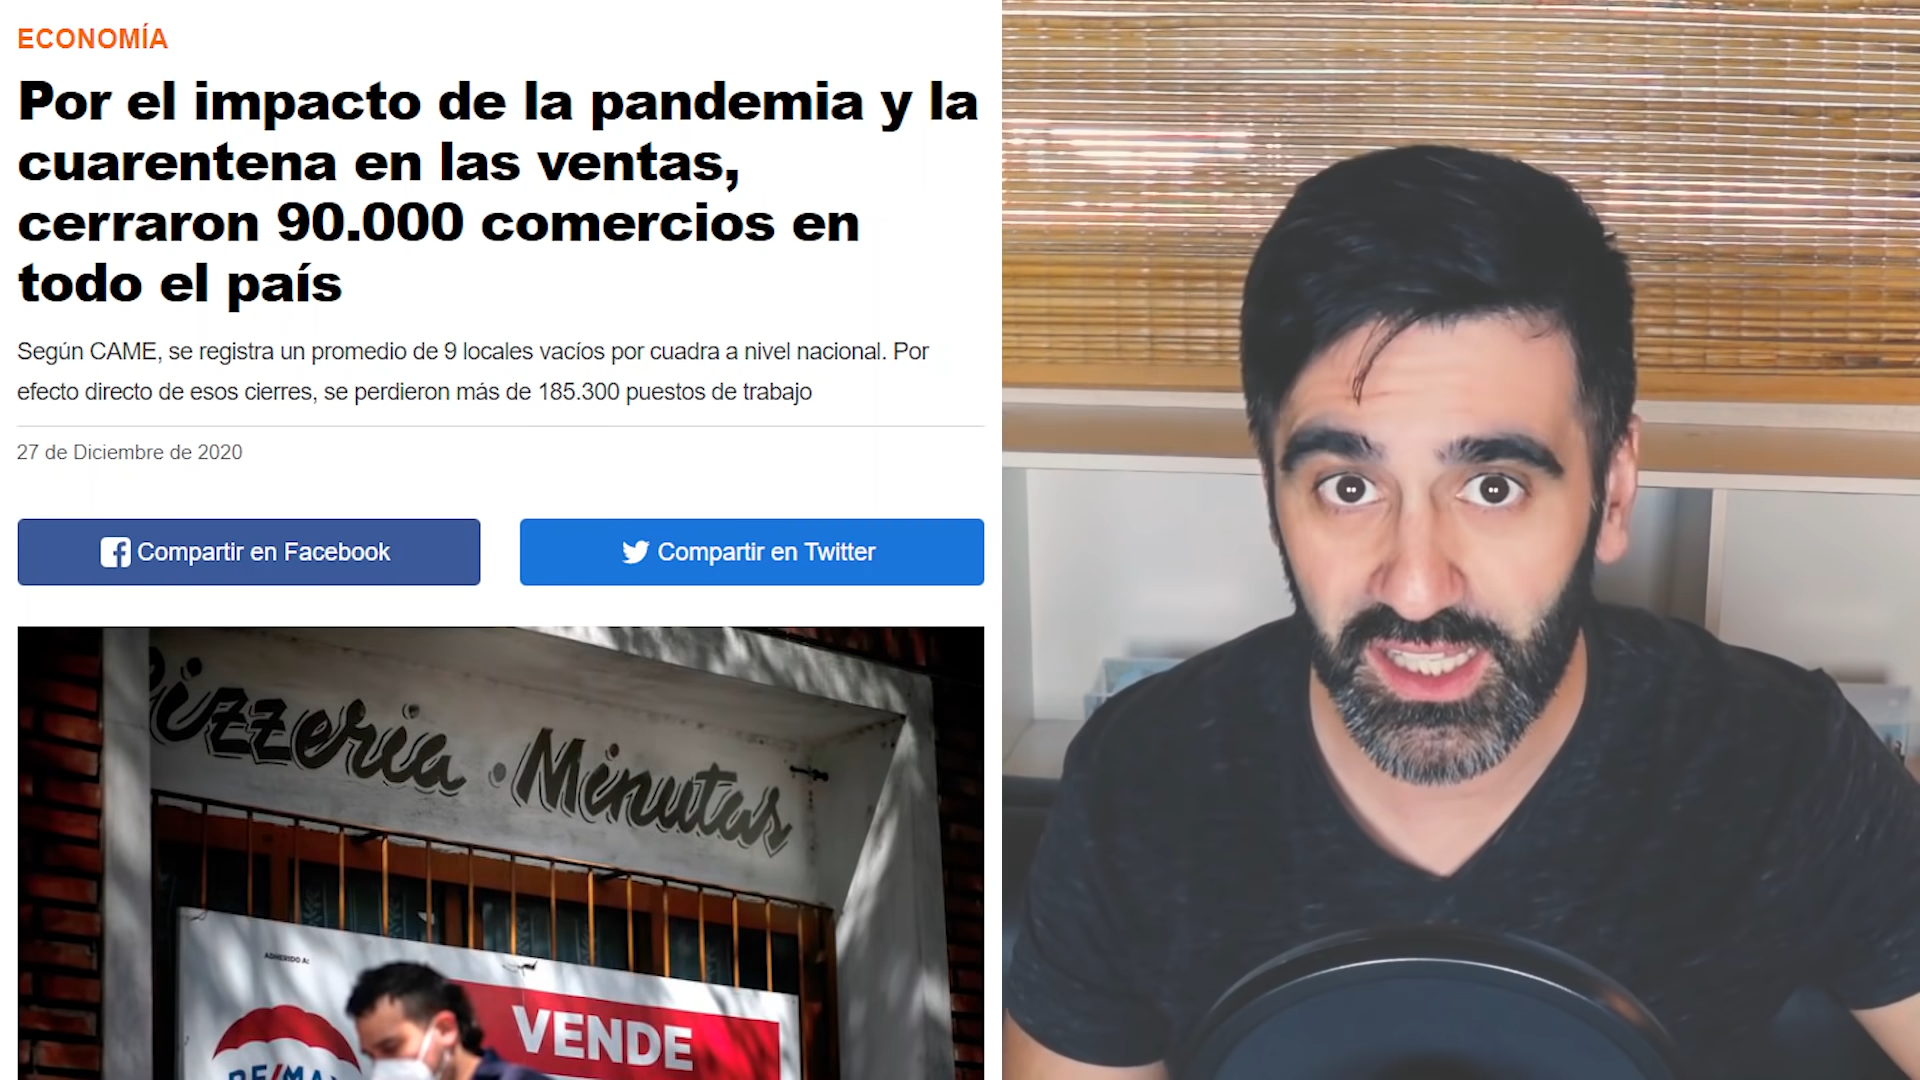 ECONOMÍA
Por el impacto de la pandemia y la
cuarentena en las ventas,
cerraron 90.000 comercios en
todo el país
Según CAME, se registra un promedio de 9 locales vacíos por cuadra a nivel nacional. Por
efecto directo de esos cierres, se perdieron más de 185.300 puestos de trabajo
27 de Diciembre de 2020
Compartir en Facebook
Compartir en Twitter
Pizzeria · Minutas
ADHERIDO A:
VENDE
RE/MAX